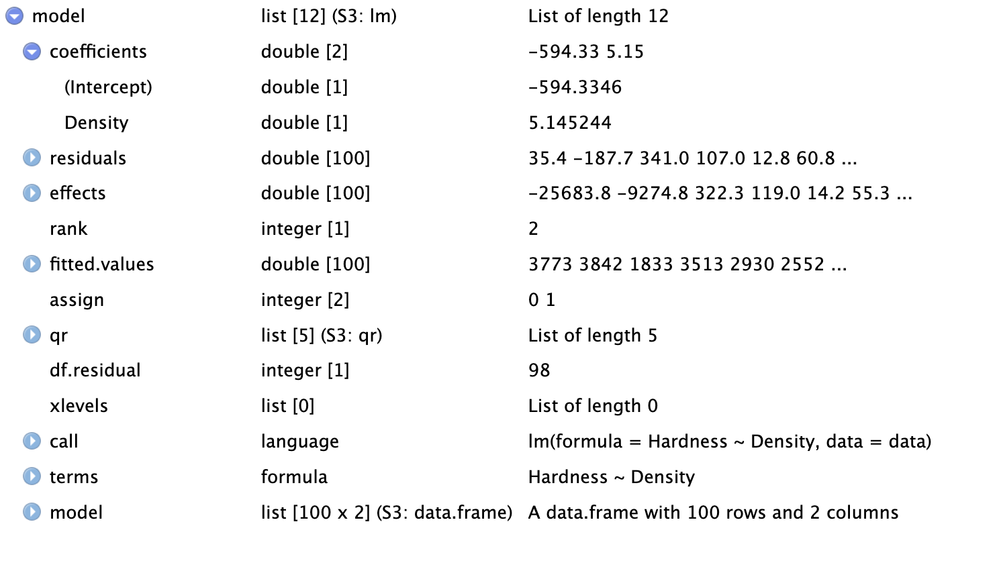 model list [12] (S3: lm) List of length 12
coefficients double [2] -594.33 5.15
(Intercept) double [1] -594.3346
Density double [1] 5.145244
residuals double [100] 35.4 -187.7 341.0 107.0 12.8 60.8 ...
effects double [100] -25683.8 -9274.8 322.3 119.0 14.2 55.3 ...
rank integer [1] 2
fitted.values double [100] 3773 3842 1833 3513 2930 2552 ...
assign integer [2] 0 1
qr list [5] (S3: qr) List of length 5
df.residual integer [1] 98
xlevels list [0] List of length 0
call language lm(formula = Hardness ~ Density, data = data)
terms formula Hardness ~ Density
model list [100 x 2] (S3: data.frame) A data.frame with 100 rows and 2 columns